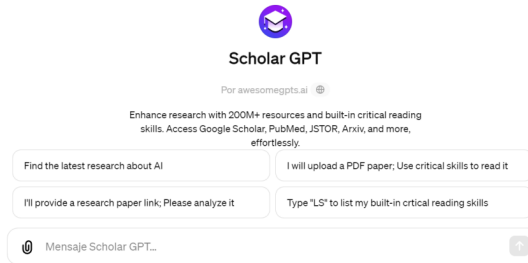 Scholar GPT
Por awesomegpts.ai
Enhance research with 200M+ resources and built-in critical reading
skills. Access Google Scholar, PubMed, JSTOR, Arxiv, and more,
effortlessly.
Find the latest research about AI
I will upload a PDF paper; Use critical skills to read it
I'll provide a research paper link; Please analyze it
Type "LS" to list my built-in crtical reading skills
Mensaje Scholar GPT...